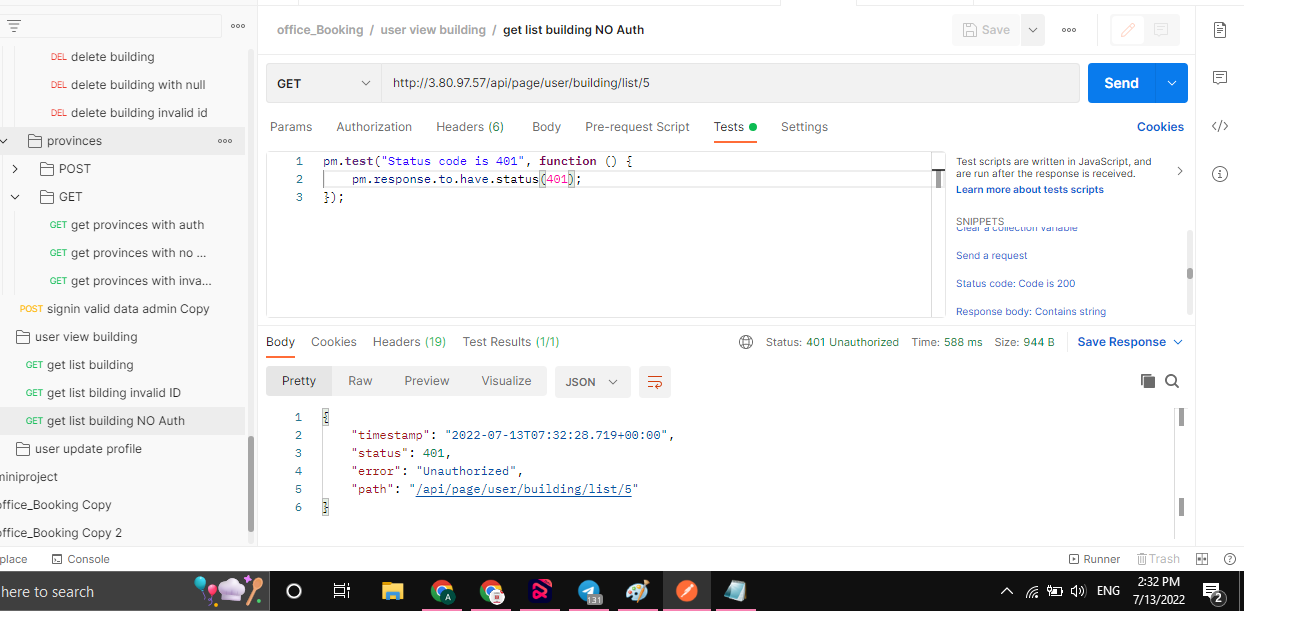 office_Booking / user view building / get list building NO Auth
Save
DEL delete building
DEL delete building with null
DEL delete building invalid id
provinces
POST
GET
GET get provinces with auth
GET get provinces with no ...
GET get provinces with inva...
POST signin valid data admin Copy
user view building
GET get list building
GET get list bilding invalid ID
GET get list building NO Auth
user update profile
miniproject
office_Booking Copy
office_Booking Copy 2
GET
http://3.80.97.57/api/page/user/building/list/5
Send
Params Authorization Headers (6) Body Pre-request Script Tests Settings
Cookies
1 pm.test("Status code is 401", function () {
2 pm.response.to.have.status(401);
3 });
Test scripts are written in JavaScript, and
are run after the response is received.
Learn more about tests scripts
SNIPPETS
Clear a collection variable
Send a request
Status code: Code is 200
Response body: Contains string
Body Cookies Headers (19) Test Results (1/1)
Status: 401 Unauthorized Time: 588 ms Size: 944 B
Save Response
Pretty Raw Preview Visualize JSON
1 {
2 "timestamp": "2022-07-13T07:32:28.719+00:00",
3 "status": 401,
4 "error": "Unauthorized",
5 "path": "/api/page/user/building/list/5"
6 }
place Console
Runner Trash
here to search
A
131
ENG
2:32 PM
7/13/2022
2